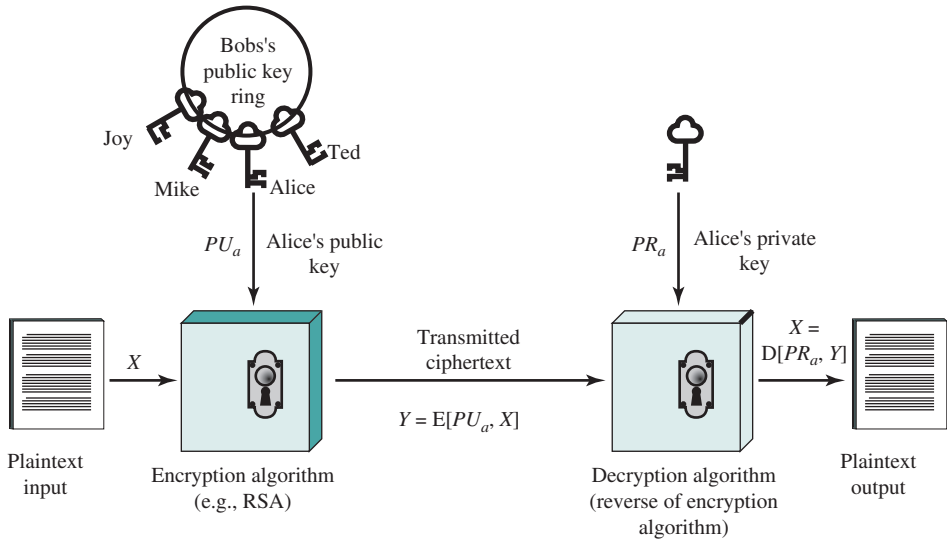 Bobs's
public key
ring
Joy
Mike
Alice
Ted
PUa
Alice's public
key
PRa
Alice's private
key
X
Transmitted
ciphertext
Y = E[PUa, X]
X =
D[PRa, Y]
Plaintext
input
Encryption algorithm
(e.g., RSA)
Decryption algorithm
(reverse of encryption
algorithm)
Plaintext
output